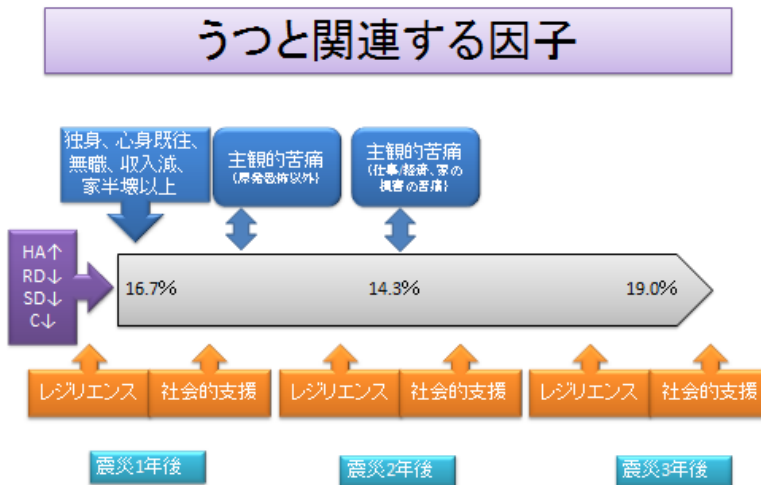 うつと関連する因子
独身、心身既往、
無職、収入減、
家半壊以上
主観的苦痛
(原発恐怖以外)
主観的苦痛
(仕事/経済、家の
損害の苦痛)
HA↑
RD↓
SD↓
C↓
16.7%
14.3%
19.0%
レジリエンス
社会的支援
レジリエンス
社会的支援
レジリエンス
社会的支援
震災1年後
震災2年後
震災3年後